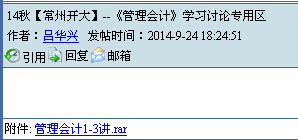 14秋【常州开大】--《管理会计》学习讨论专用区
作者：吕华兴 发帖时间：2014-9-24 18:24:51
引用 回复 邮箱
附件: 管理会计1-3讲.rar